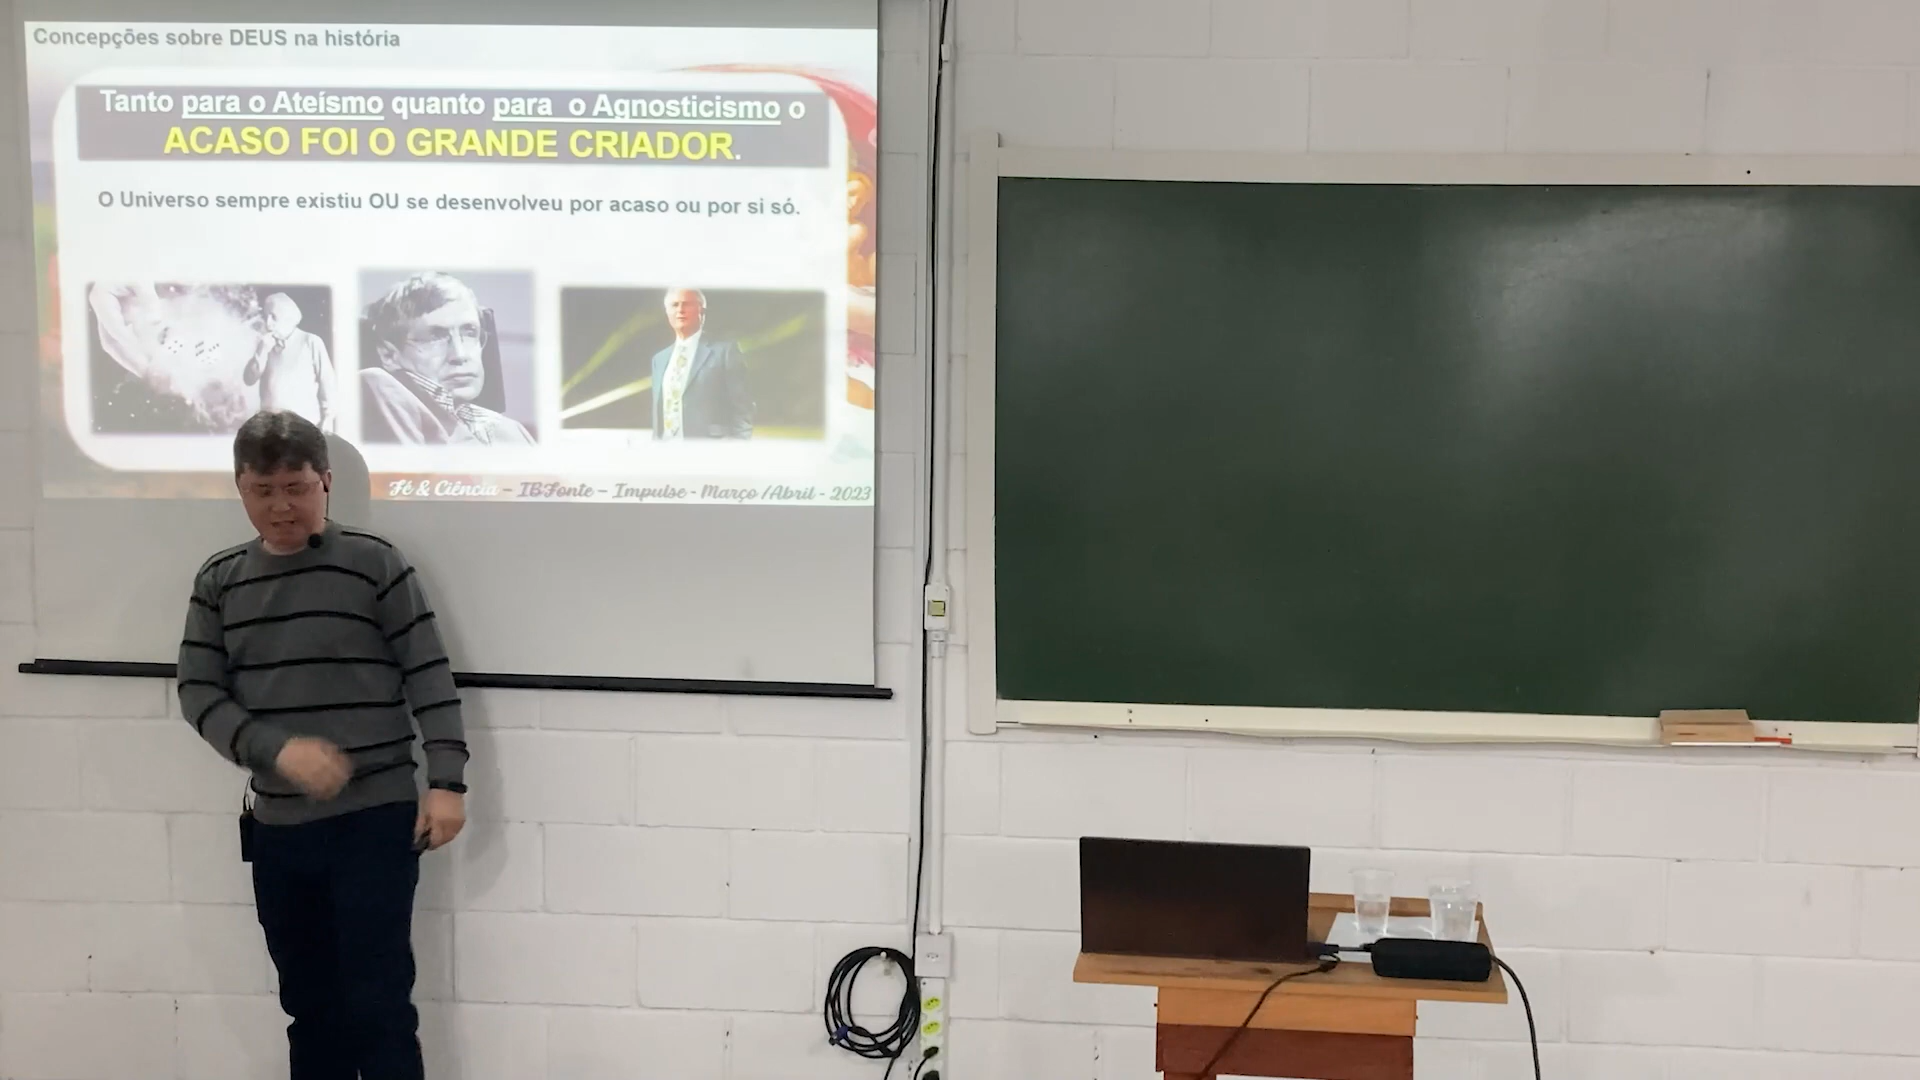 Concepções sobre DEUS na história
Tanto para o Ateísmo quanto para o Agnosticismo o
ACASO FOI O GRANDE CRIADOR.
O Universo sempre existiu OU se desenvolveu por acaso ou por si só.
Fé & Ciência – IBFonte – Impulse - Março /Abril - 2023